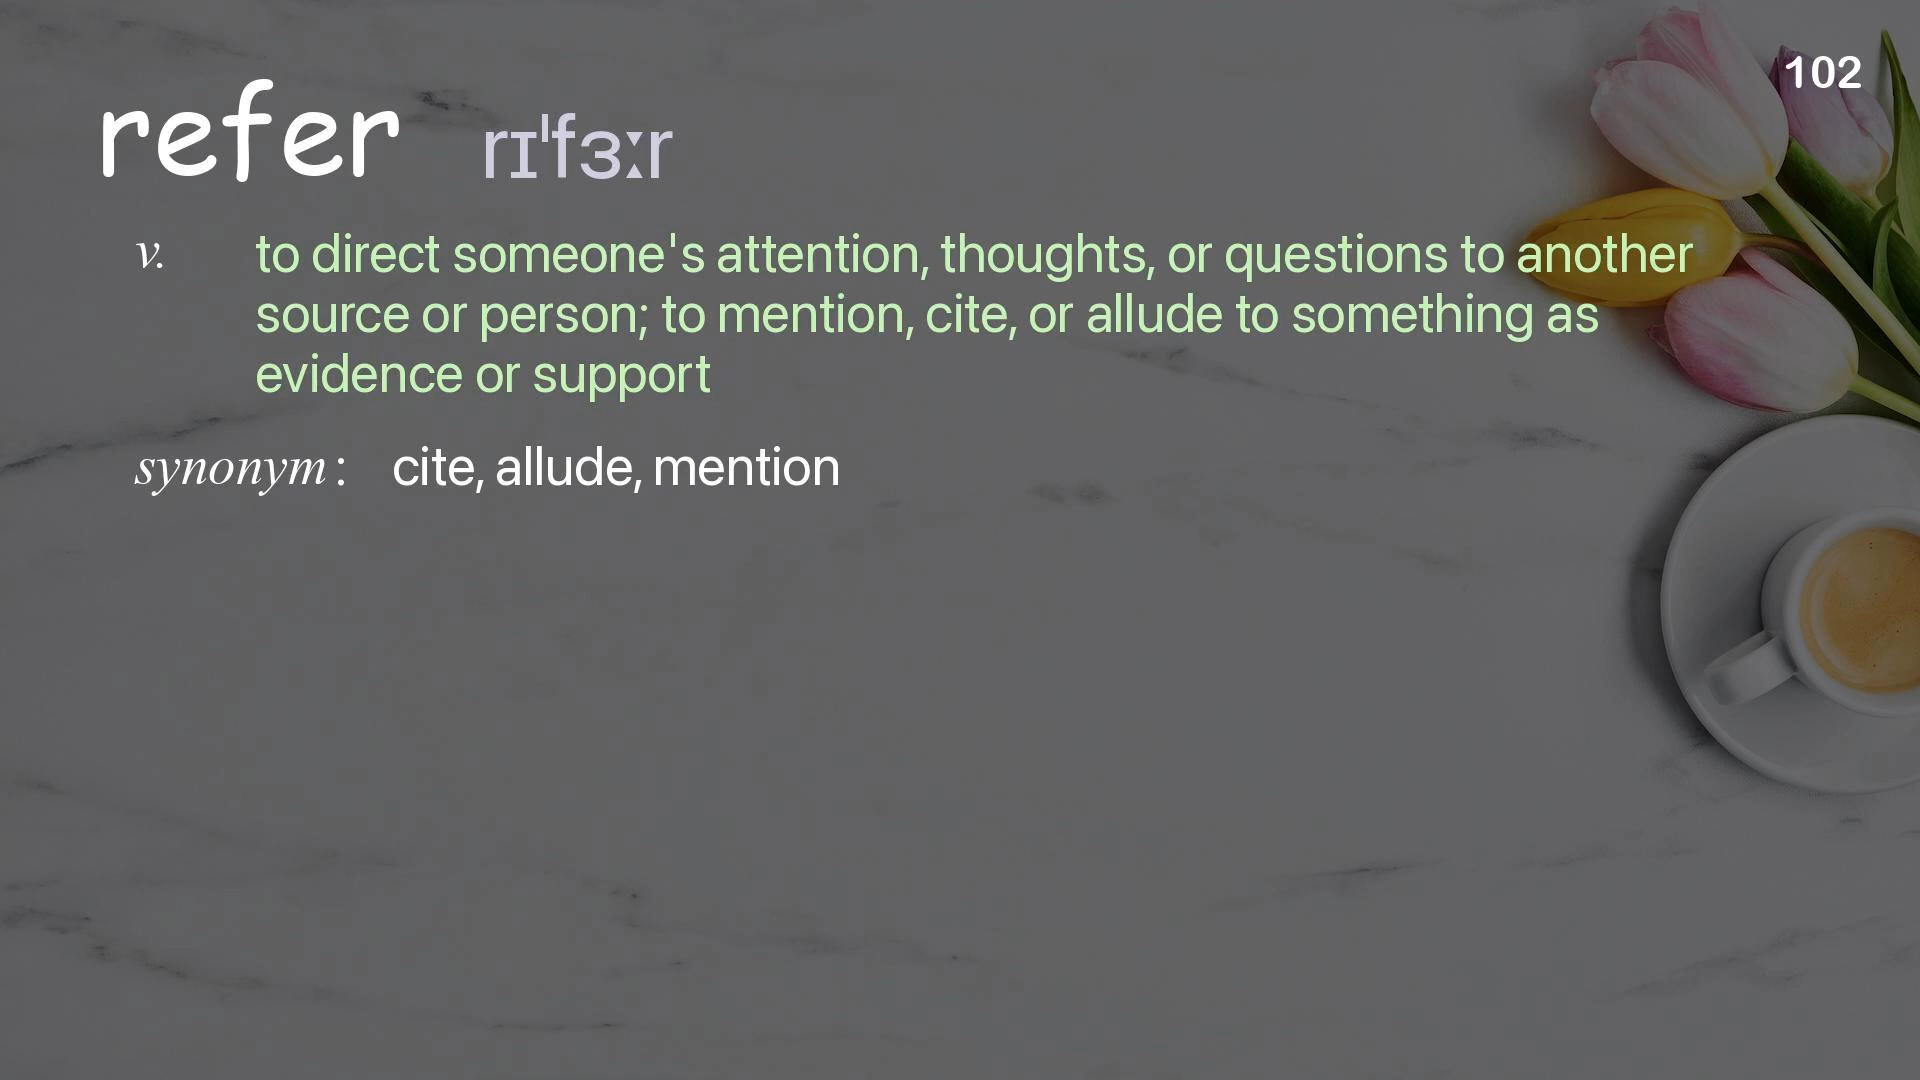 102
refer rɪˈfɜːr
v. to direct someone's attention, thoughts, or questions to another
source or person; to mention, cite, or allude to something as
evidence or support
synonym: cite, allude, mention